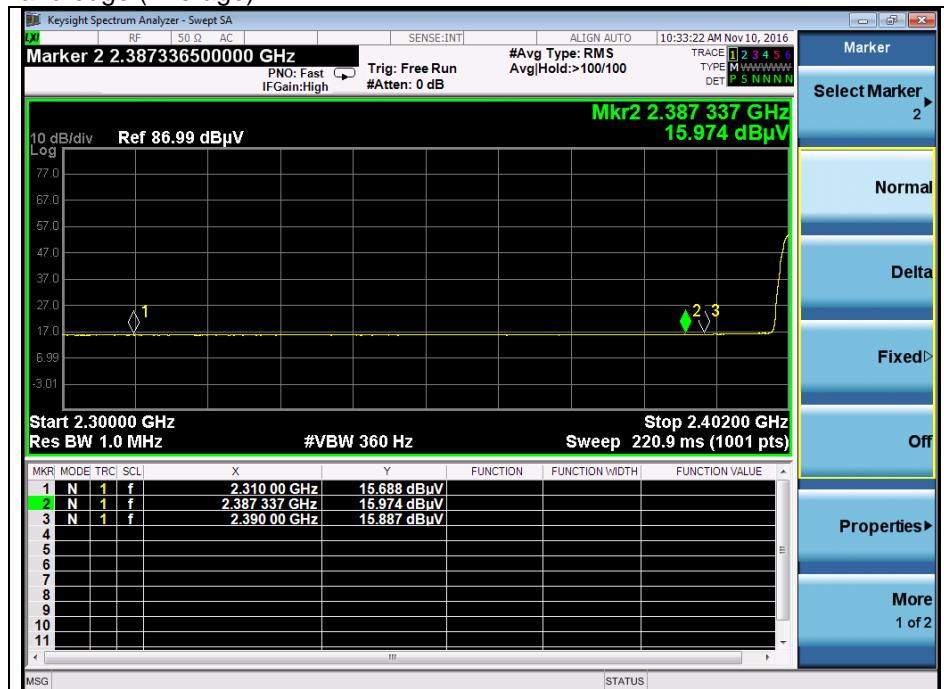 Keysight Spectrum Analyzer - Swept SA
LXI RF 50 Ω AC SENSE:INT ALIGN AUTO 10:33:22 AM Nov 10, 2016
Marker 2 2.387336500000 GHz
PNO: Fast
IFGain:High
Trig: Free Run
#Atten: 0 dB
#Avg Type: RMS
Avg|Hold:>100/100
TRACE 1 2 3 4 5 6
TYPE M WWWWW
DET P S N N N N
Mkr2 2.387 337 GHz
15.974 dBµV
10 dB/div Ref 86.99 dBµV
Log
77.0
67.0
57.0
47.0
37.0
27.0
17.0
6.99
-3.01
1
2
3
Start 2.30000 GHz Stop 2.40200 GHz
Res BW 1.0 MHz #VBW 360 Hz Sweep 220.9 ms (1001 pts)
MKR MODE TRC SCL X Y FUNCTION FUNCTION WIDTH FUNCTION VALUE
1 N 1 f 2.310 00 GHz 15.688 dBµV
2 N 1 f 2.387 337 GHz 15.974 dBµV
3 N 1 f 2.390 00 GHz 15.887 dBµV
4
5
6
7
8
9
10
11
MSG STATUS
Marker
Select Marker
2
Normal
Delta
Fixed
Off
Properties
More
1 of 2